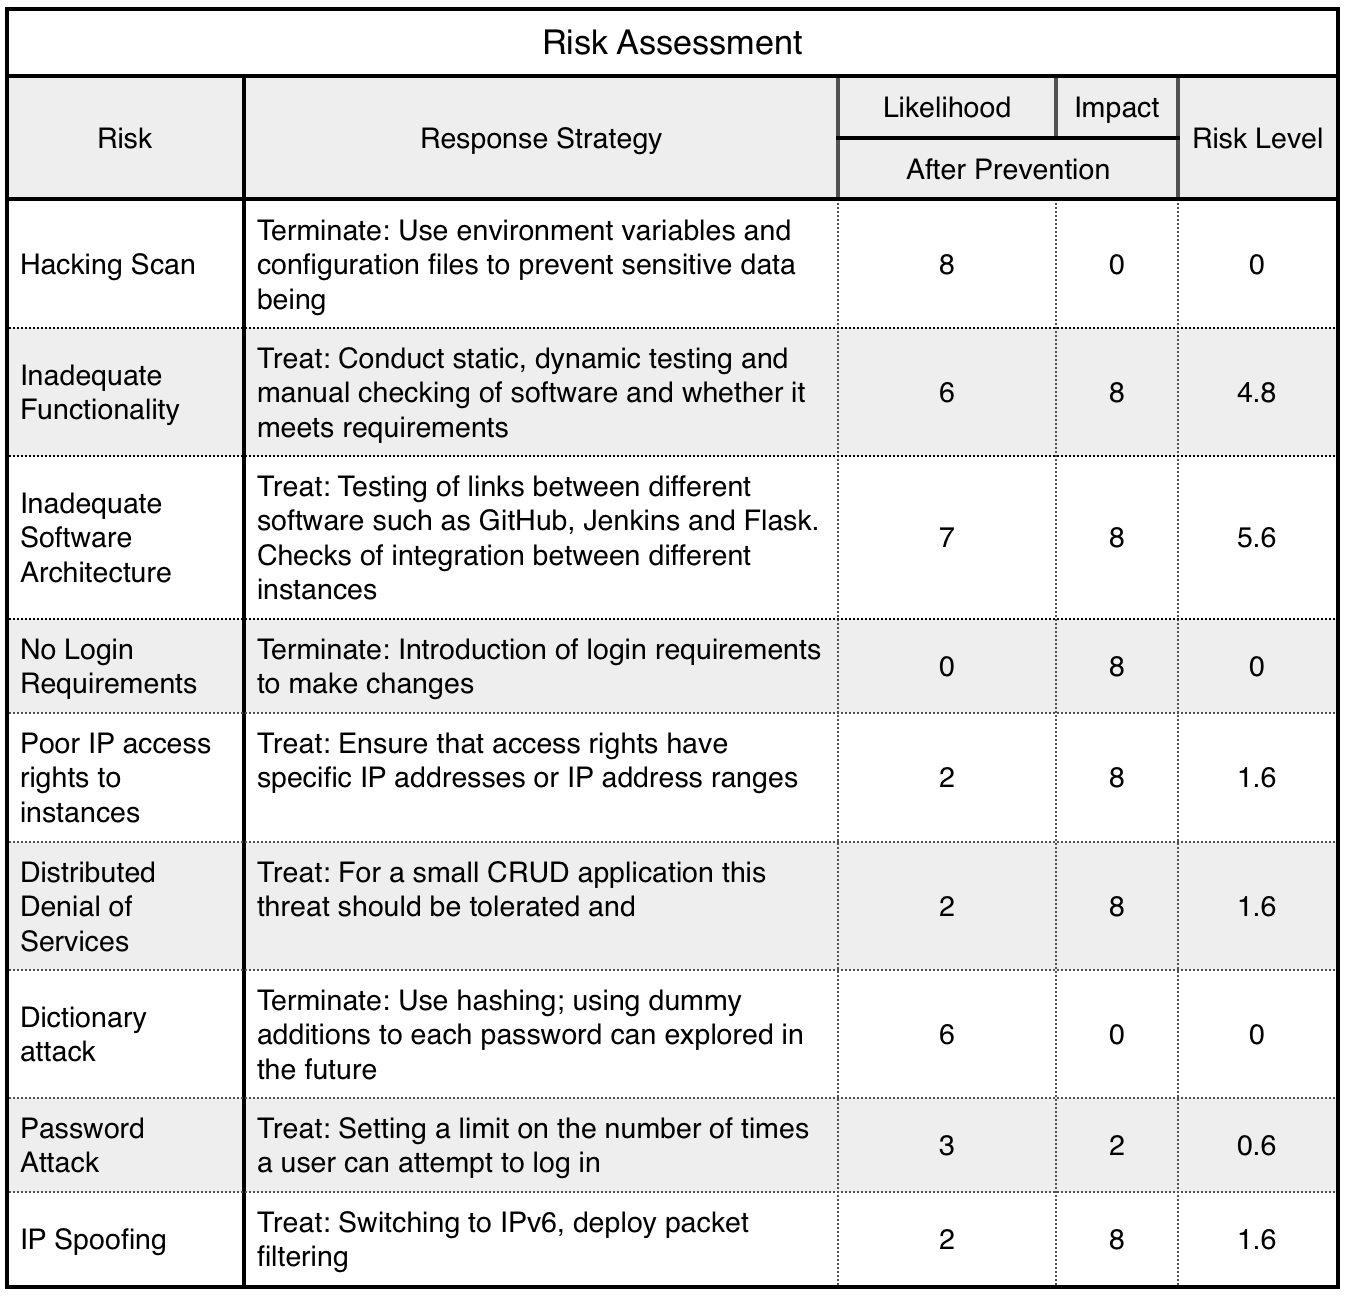 Risk Assessment
Risk
Response Strategy
Likelihood
Impact
After Prevention
Risk Level
Hacking Scan
Terminate: Use environment variables and
configuration files to prevent sensitive data
being
8
0
0
Inadequate
Functionality
Treat: Conduct static, dynamic testing and
manual checking of software and whether it
meets requirements
6
8
4.8
Inadequate
Software
Architecture
Treat: Testing of links between different
software such as GitHub, Jenkins and Flask.
Checks of integration between different
instances
7
8
5.6
No Login
Requirements
Terminate: Introduction of login requirements
to make changes
0
8
0
Poor IP access
rights to
instances
Treat: Ensure that access rights have
specific IP addresses or IP address ranges
2
8
1.6
Distributed
Denial of
Services
Treat: For a small CRUD application this
threat should be tolerated and
2
8
1.6
Dictionary
attack
Terminate: Use hashing; using dummy
additions to each password can explored in
the future
6
0
0
Password
Attack
Treat: Setting a limit on the number of times
a user can attempt to log in
3
2
0.6
IP Spoofing
Treat: Switching to IPv6, deploy packet
filtering
2
8
1.6